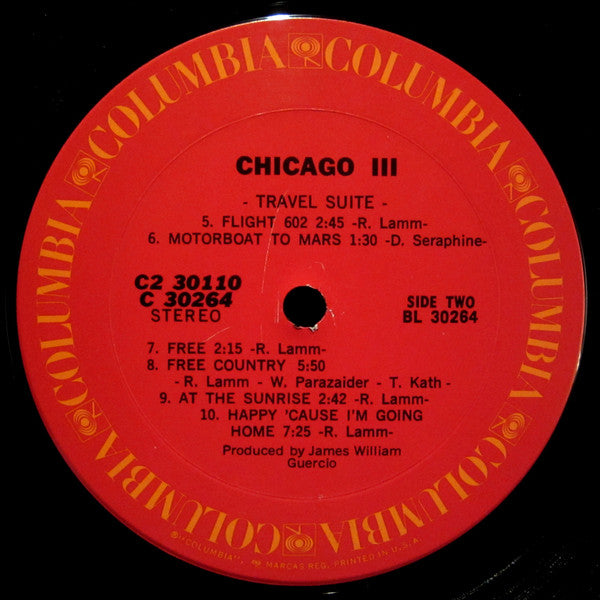 COLUMBIA COLUMBIA COLUMBIA COLUMBIA COLUMBIA COLUMBIA
CHICAGO III
- TRAVEL SUITE -
5. FLIGHT 602 2:45 -R. Lamm-
6. MOTORBOAT TO MARS 1:30 -D. Seraphine-
C2 30110
C 30264
STEREO
SIDE TWO
BL 30264
7. FREE 2:15 -R. Lamm-
8. FREE COUNTRY 5:50
- R. Lamm - W. Parazaider - T. Kath -
9. AT THE SUNRISE 2:42 -R. Lamm-
10. HAPPY 'CAUSE I'M GOING
HOME 7:25 -R. Lamm-
Produced by James William
Guercio
®"COLUMBIA", MARCAS REG. PRINTED IN U.S.A.